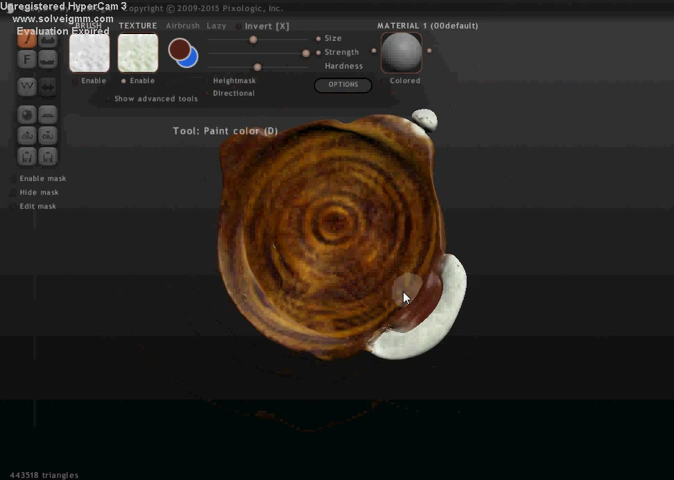 Unregistered HyperCam 3
Copyright © 2009-2015 Pixologic, Inc.
www.solveigmm.com
Evaluation Expired
BRUSH TEXTURE Airbrush Lazy Invert [X] MATERIAL 1 (00default)
Size
Strength
Hardness
Enable Enable Heightmask OPTIONS Colored
Directional
Show advanced tools
Tool: Paint color (D)
Enable mask
Hide mask
Edit mask
443518 triangles